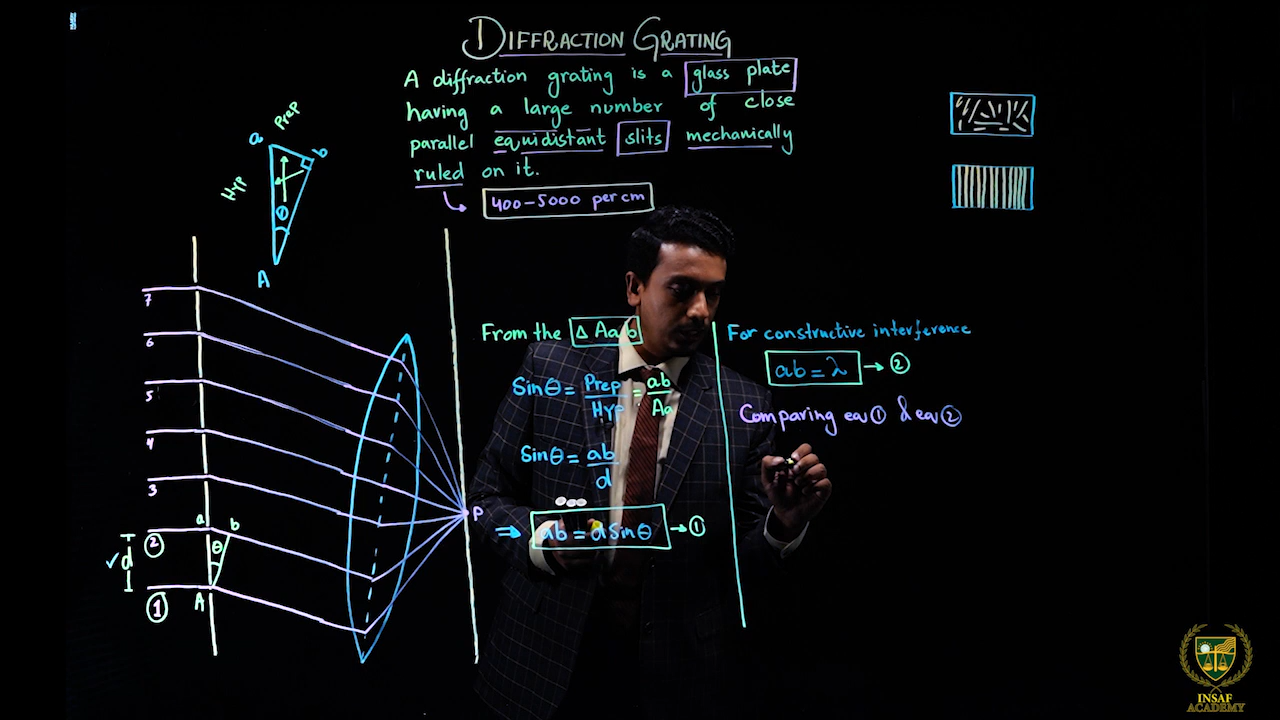 DIFFRACTION GRATING
A diffraction grating is a glass plate
having a large number of close
parallel equidistant slits mechanically
ruled on it.
400-5000 per cm
a
Prep
b
Hyp
θ
A
7
6
5
4
3
2
1
d
a
b
θ
A
P
From the Δ Aab
Sinθ = Prep/Hyp = ab/Aa
Sinθ = ab/d
⇒ ab = dSinθ → ①
For constructive interference
ab = λ → ②
Comparing eq ① & eq ②
INSAF
ACADEMY